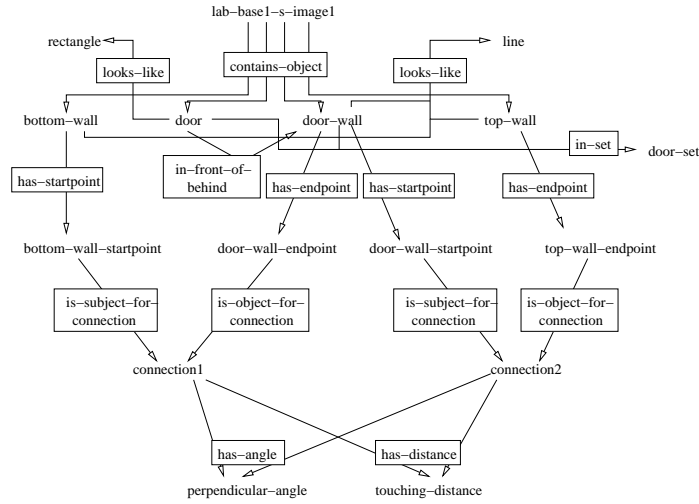 lab−base1−s−image1
rectangle
line
looks−like
contains−object
looks−like
bottom−wall
door
door−wall
top−wall
in−set
door−set
has−startpoint
in−front−of−
behind
has−endpoint
has−startpoint
has−endpoint
bottom−wall−startpoint
door−wall−endpoint
door−wall−startpoint
top−wall−endpoint
is−subject−for−
connection
is−object−for−
connection
is−subject−for−
connection
is−object−for−
connection
connection1
connection2
has−angle
has−distance
perpendicular−angle
touching−distance